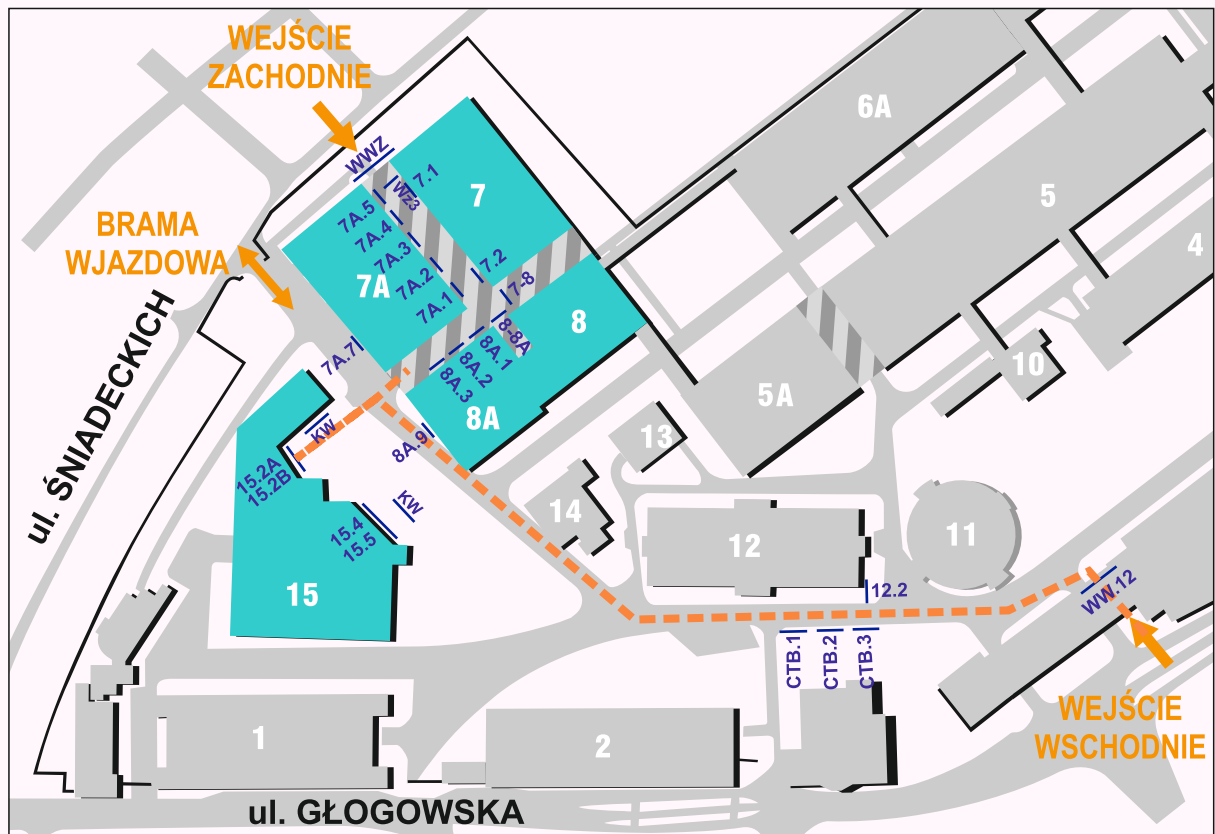 WEJŚCIE
ZACHODNIE
WWZ
Wz3
7.1
7
6A
5
4
BRAMA
WJAZDOWA
7A.5
7A.4
7A.3
7A.2
7A.1
7A
7.2
7-8
8
8-8A
8A.1
8A.2
8A.3
8A
7A.7
8A.9
5A
10
13
ul. ŚNIADECKICH
KW
15.2A
15.2B
KW
15.4
15.5
14
12
11
15
12.2
WW.12
CTB.1
CTB.2
CTB.3
WEJŚCIE
WSCHODNIE
1
2
ul. GŁOGOWSKA